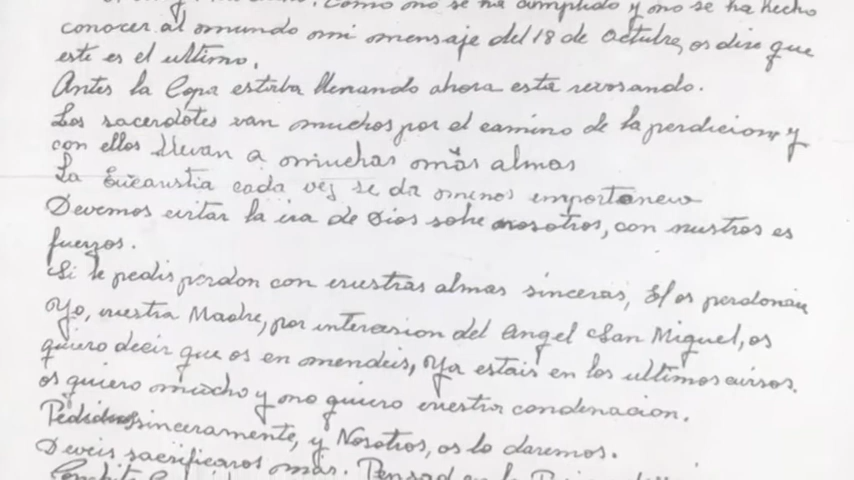 Como no se ha cumplido y no se ha hecho
conocer al mundo mi mensaje del 18 de octubre, os dire que
este es el ultimo.
Antes la Copa estaba llenando ahora esta revosando.
Los sacerdotes van muchos por el camino de la perdicion y
con ellos llevan a muchas mas almas
La Eucaristia cada vez se da menos importancia
Devemos evitar la ira de Dios sobre nosotros, con nuestros es
fuerzos.
Si le pedis perdon con vuestras almas sinceras, El os perdonara
Yo, vuestra Madre, por intercesion del Angel San Miguel, os
quiero decir que os en mendeis, Ya estais en los ultimos avisos.
os quiero mucho y no quiero vuestra condenacion.
Pedidnos sinceramente, y Nosotros, os lo daremos.
Deveis sacrificaros mas. Pensad en la
Conchita